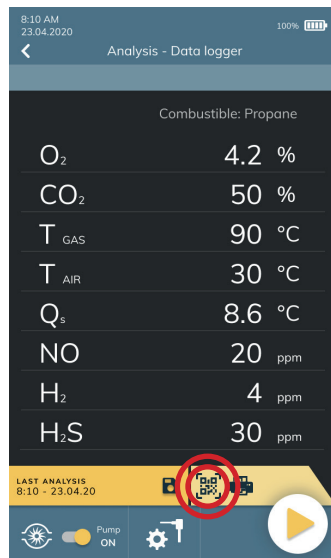 8:10 AM
23.04.2020
100%
Analysis - Data logger
Combustible: Propane
O₂ 4.2 %
CO₂ 50 %
T GAS 90 °C
T AIR 30 °C
Qs 8.6 °C
NO 20 ppm
H₂ 4 ppm
H₂S 30 ppm
LAST ANALYSIS
8:10 - 23.04.20
Pump
ON